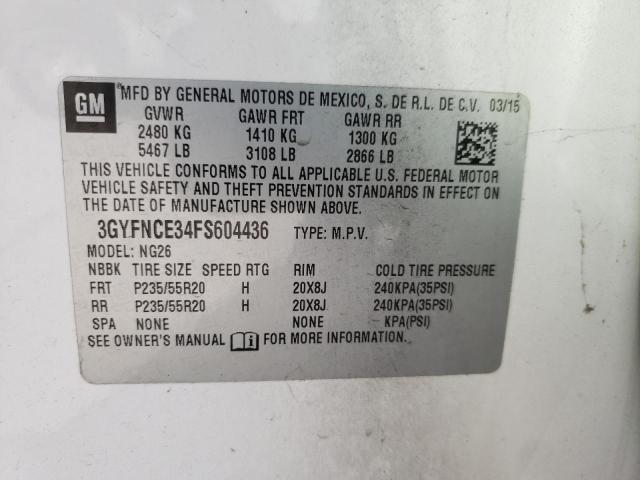 GM
MFD BY GENERAL MOTORS DE MEXICO, S. DE R.L. DE C.V. 03/15
GVWR GAWR FRT GAWR RR
2480 KG 1410 KG 1300 KG
5467 LB 3108 LB 2866 LB
THIS VEHICLE CONFORMS TO ALL APPLICABLE U.S. FEDERAL MOTOR
VEHICLE SAFETY AND THEFT PREVENTION STANDARDS IN EFFECT ON
THE DATE OF MANUFACTURE SHOWN ABOVE.
3GYFNCE34FS604436 TYPE: M.P.V.
MODEL: NG26
NBBK TIRE SIZE SPEED RTG RIM COLD TIRE PRESSURE
FRT P235/55R20 H 20X8J 240KPA(35PSI)
RR P235/55R20 H 20X8J 240KPA(35PSI)
SPA NONE NONE KPA(PSI)
SEE OWNER'S MANUAL FOR MORE INFORMATION.